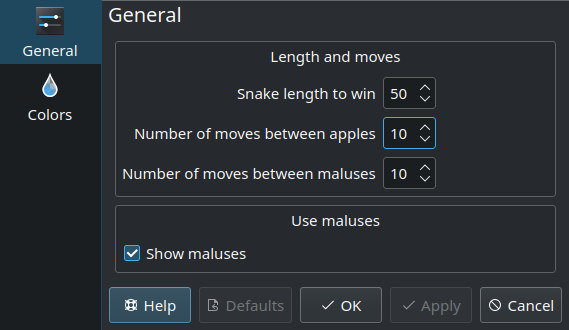 General
General
Colors
Length and moves
Snake length to win 50
Number of moves between apples 10
Number of moves between maluses 10
Use maluses
Show maluses
Help Defaults OK Apply Cancel